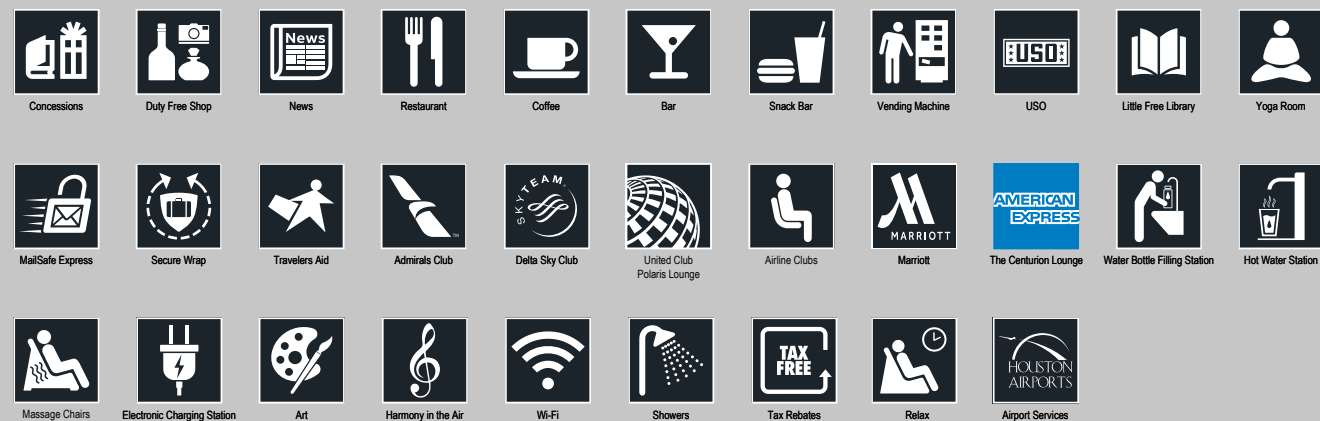 News
USO
Concessions
Duty Free Shop
News
Restaurant
Coffee
Bar
Snack Bar
Vending Machine
USO
Little Free Library
Yoga Room
SKYTEAM
MARRIOTT
AMERICAN
EXPRESS
MailSafe Express
Secure Wrap
Travelers Aid
Admirals Club
Delta Sky Club
United Club
Polaris Lounge
Airline Clubs
Marriott
The Centurion Lounge
Water Bottle Filling Station
Hot Water Station
TAX
FREE
HOUSTON
AIRPORTS
Massage Chairs
Electronic Charging Station
Art
Harmony in the Air
Wi-Fi
Showers
Tax Rebates
Relax
Airport Services